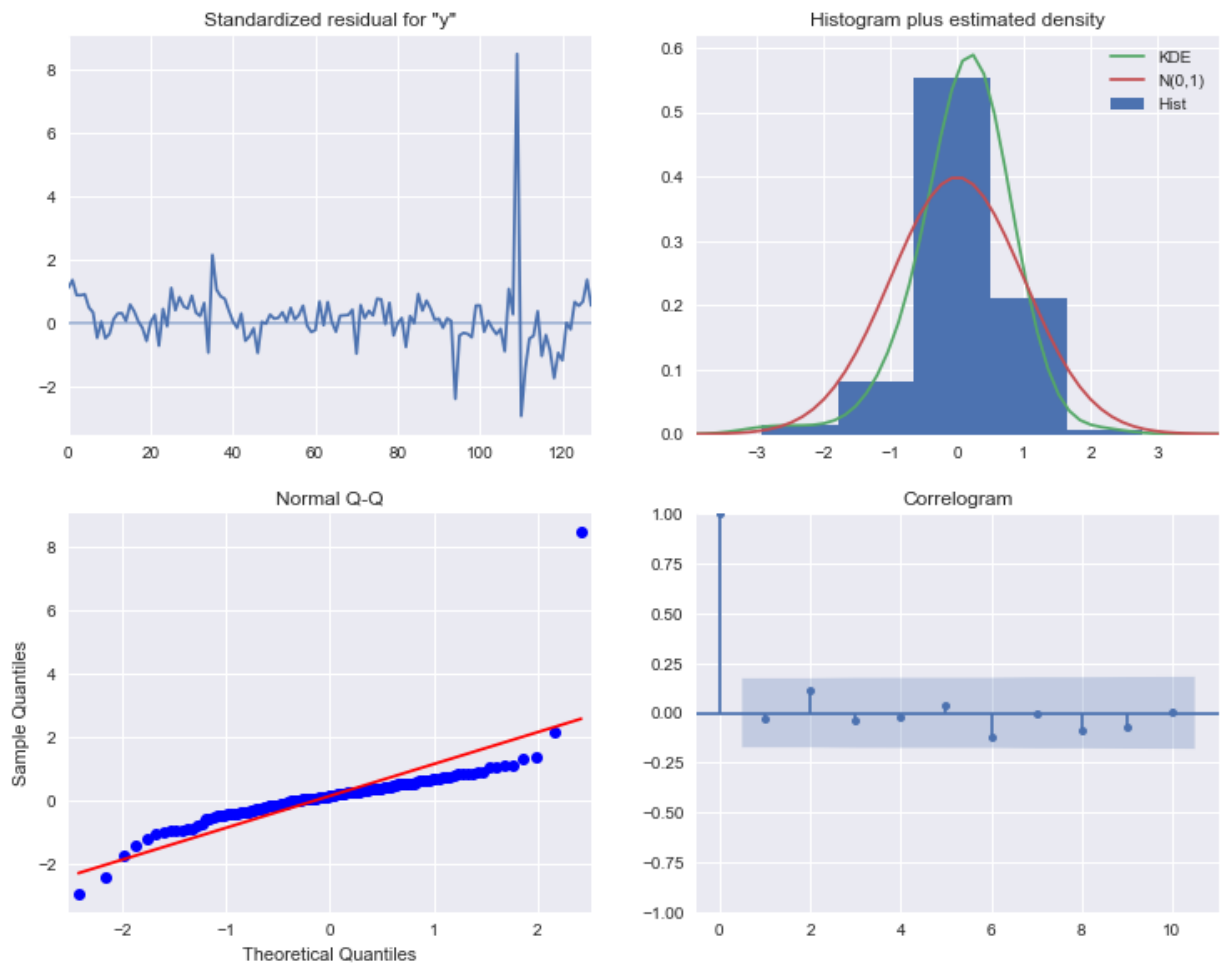 Standardized residual for "y"
8
6
4
2
0
−2
0 20 40 60 80 100 120
Histogram plus estimated density
0.6
0.5
0.4
0.3
0.2
0.1
0.0
KDE
N(0,1)
Hist
−3 −2 −1 0 1 2 3
Normal Q-Q
Sample Quantiles
8
6
4
2
0
−2
−2 −1 0 1 2
Theoretical Quantiles
Correlogram
1.00
0.75
0.50
0.25
0.00
−0.25
−0.50
−0.75
−1.00
0 2 4 6 8 10